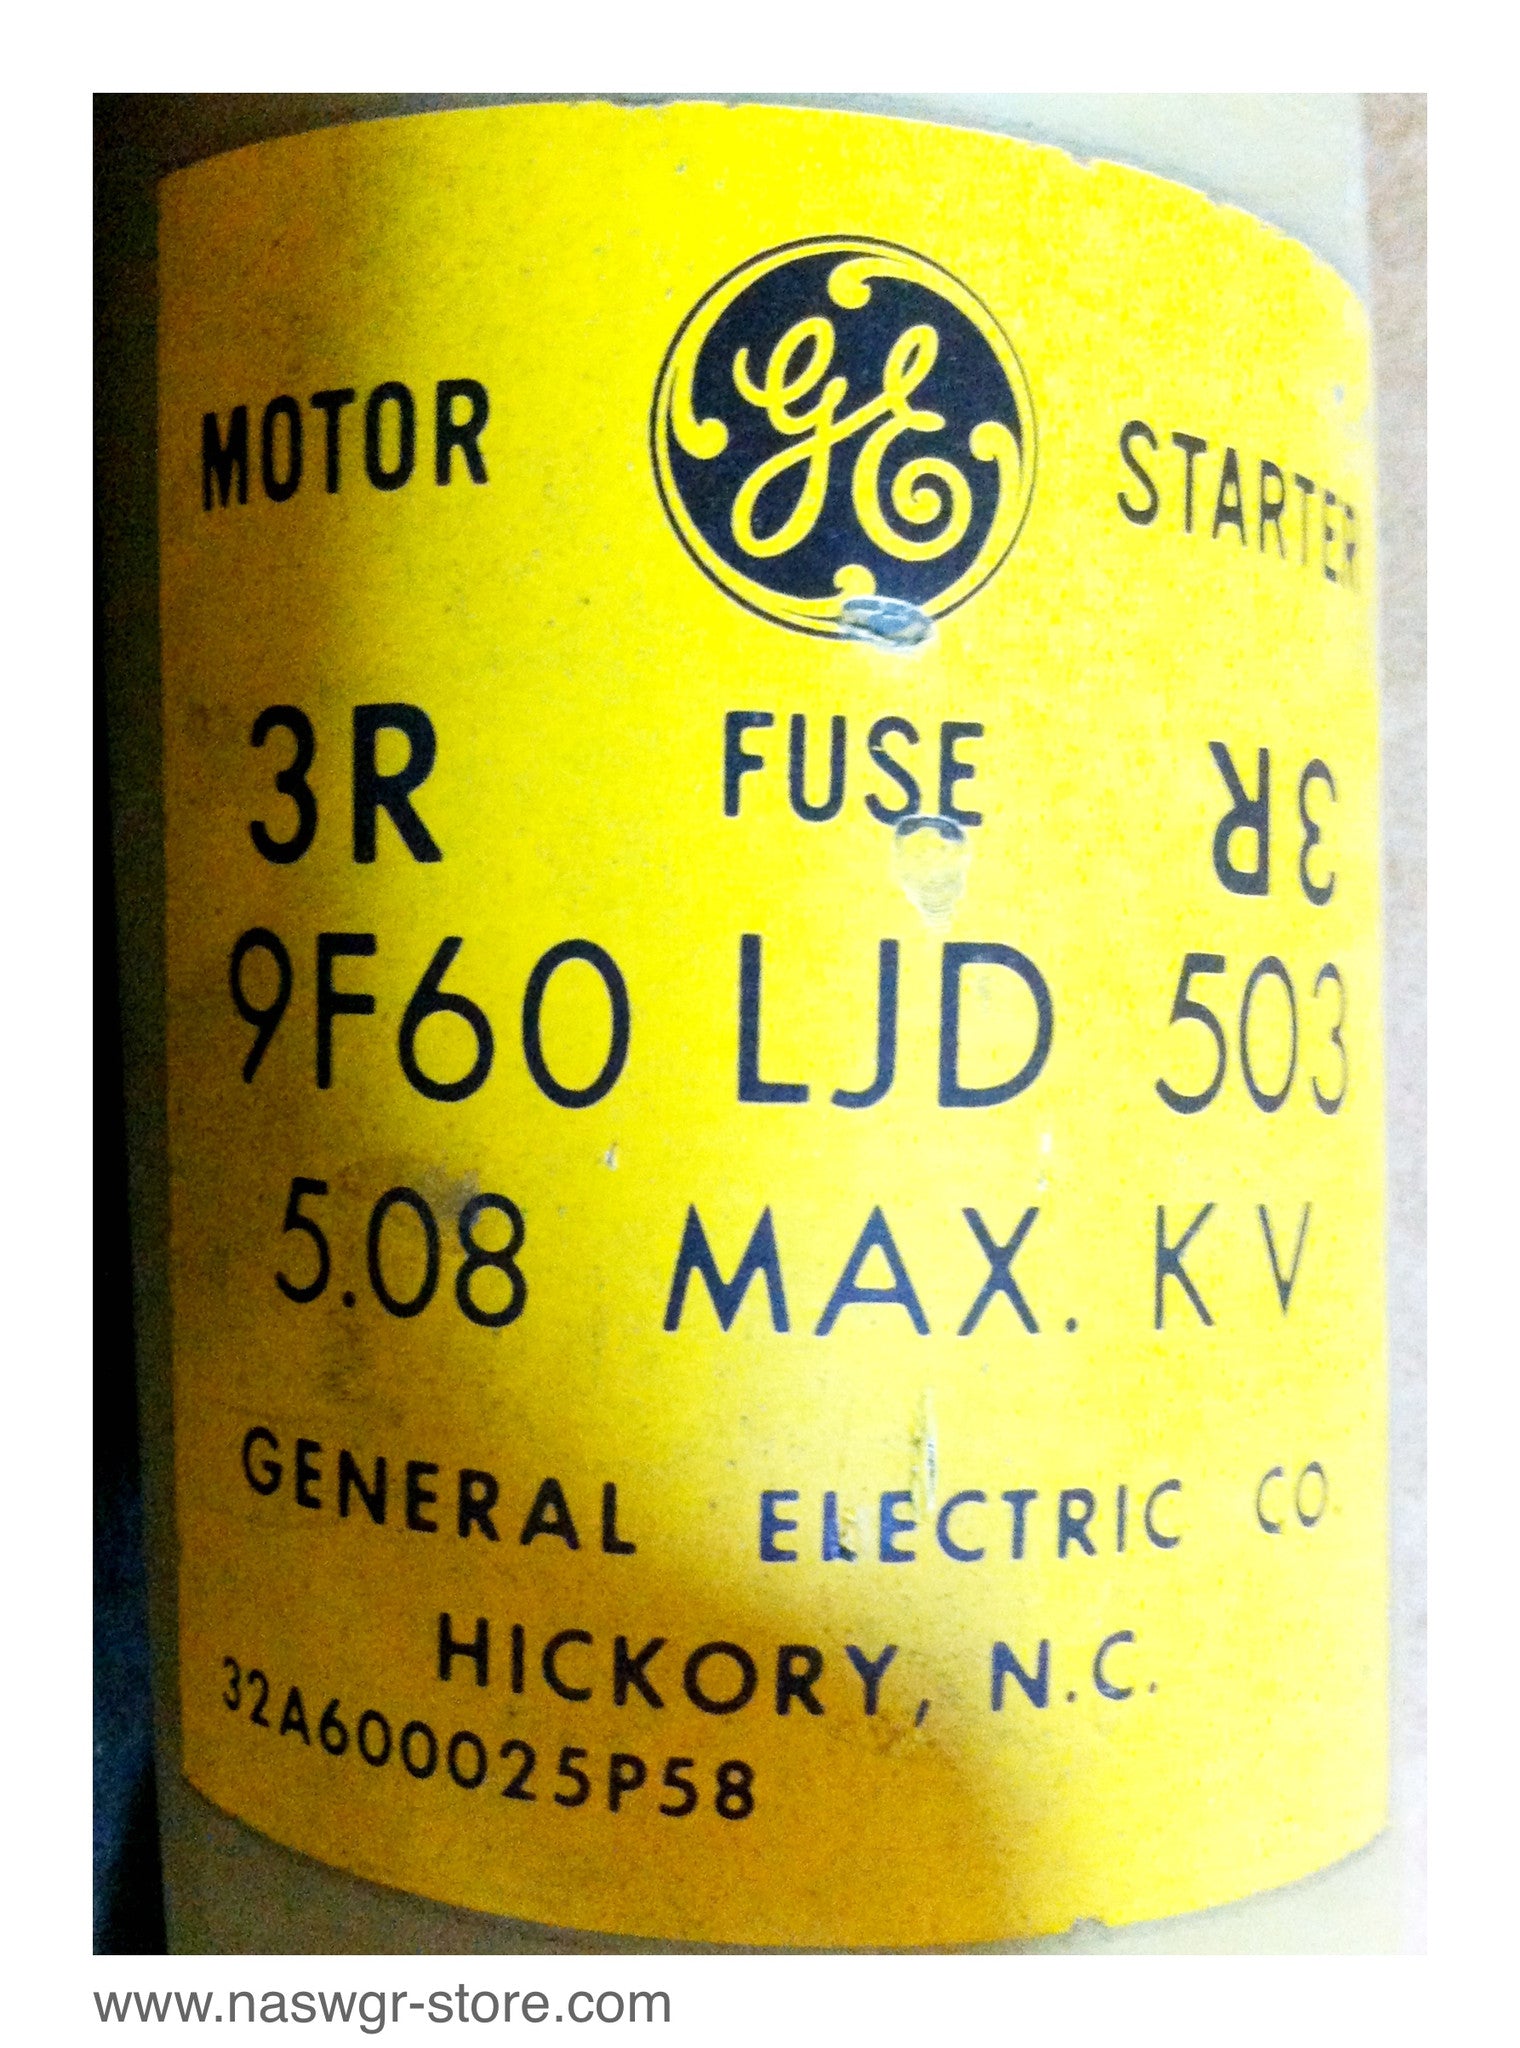 MOTOR GE STARTER
3R FUSE 3R
9F60 LJD 503
5.08 MAX. KV
GENERAL ELECTRIC CO.
HICKORY, N.C.
32A600025P58
www.naswgr-store.com